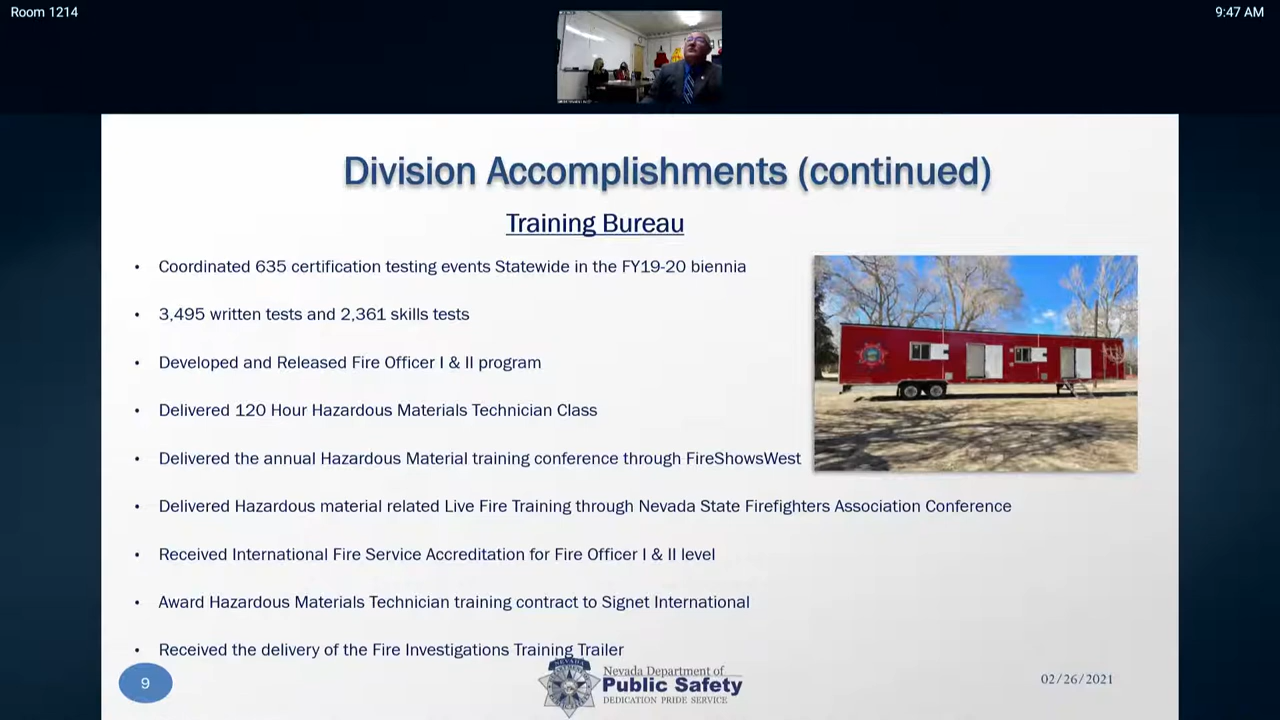 Room 1214
9:47 AM
Division Accomplishments (continued)
Training Bureau
• Coordinated 635 certification testing events Statewide in the FY19-20 biennia
• 3,495 written tests and 2,361 skills tests
• Developed and Released Fire Officer I & II program
• Delivered 120 Hour Hazardous Materials Technician Class
• Delivered the annual Hazardous Material training conference through FireShowsWest
• Delivered Hazardous material related Live Fire Training through Nevada State Firefighters Association Conference
• Received International Fire Service Accreditation for Fire Officer I & II level
• Award Hazardous Materials Technician training contract to Signet International
• Received the delivery of the Fire Investigations Training Trailer
9
NEVADA
Nevada Department of
Public Safety
DEDICATION PRIDE SERVICE
02/26/2021